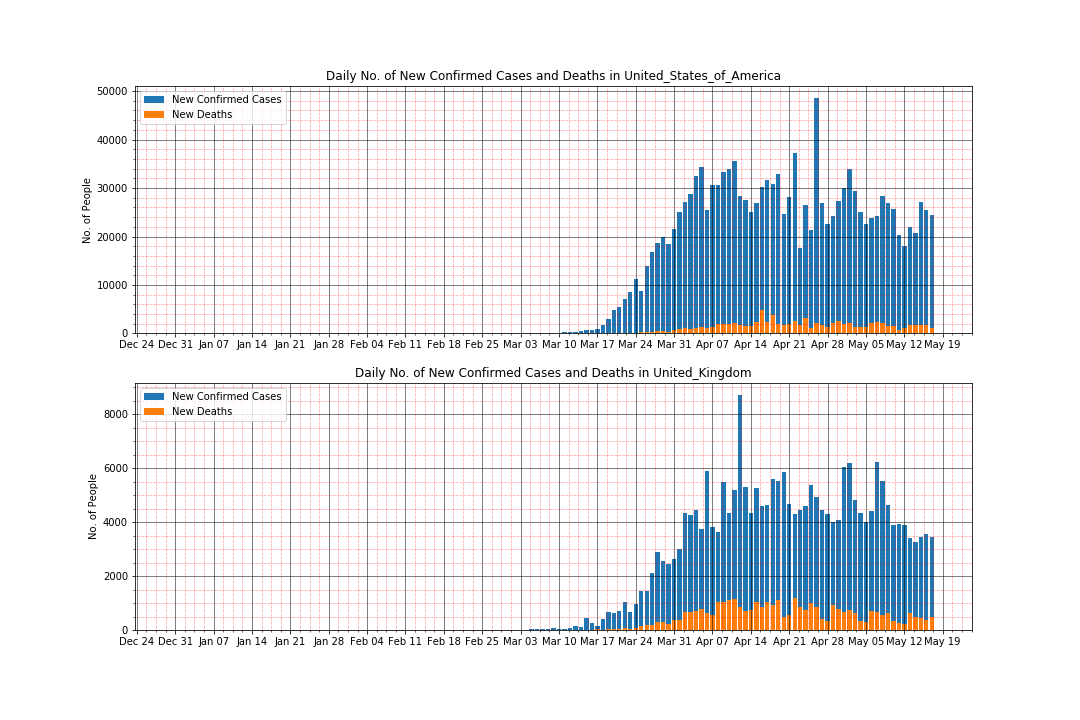 Daily No. of New Confirmed Cases and Deaths in United_States_of_America
New Confirmed Cases
New Deaths
No. of People
50000
40000
30000
20000
10000
0
Dec 24 Dec 31 Jan 07 Jan 14 Jan 21 Jan 28 Feb 04 Feb 11 Feb 18 Feb 25 Mar 03 Mar 10 Mar 17 Mar 24 Mar 31 Apr 07 Apr 14 Apr 21 Apr 28 May 05 May 12 May 19
Daily No. of New Confirmed Cases and Deaths in United_Kingdom
New Confirmed Cases
New Deaths
No. of People
8000
6000
4000
2000
0
Dec 24 Dec 31 Jan 07 Jan 14 Jan 21 Jan 28 Feb 04 Feb 11 Feb 18 Feb 25 Mar 03 Mar 10 Mar 17 Mar 24 Mar 31 Apr 07 Apr 14 Apr 21 Apr 28 May 05 May 12 May 19